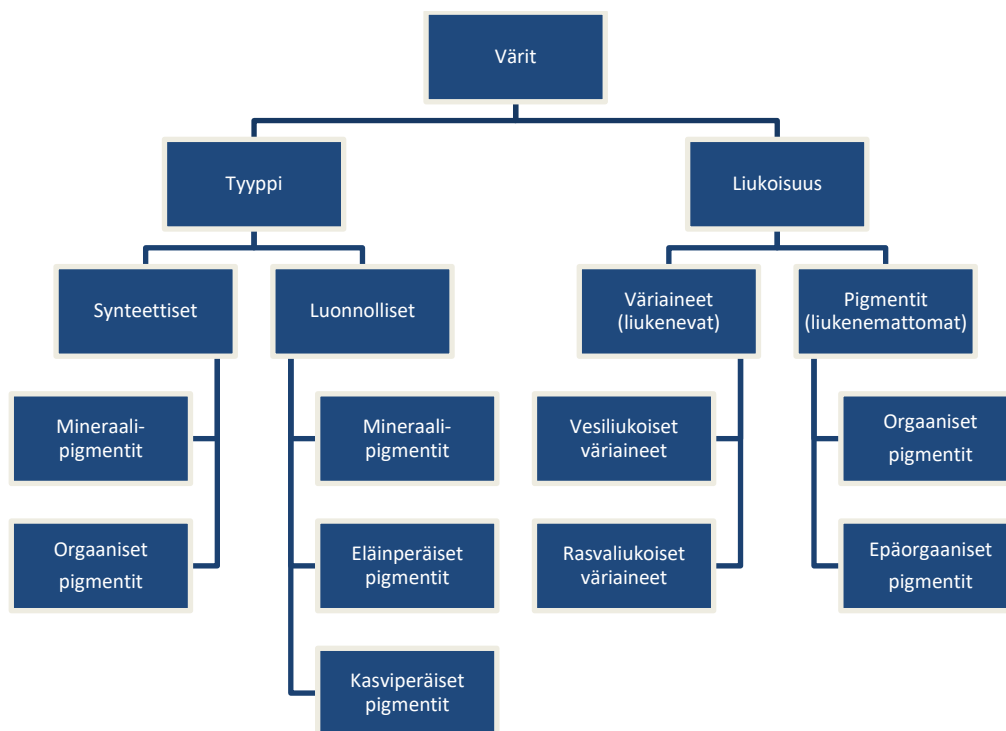 Värit
Tyyppi
Liukoisuus
Synteettiset
Luonnolliset
Väriaineet
(liukenevat)
Pigmentit
(liukenemattomat)
Mineraali-
pigmentit
Mineraali-
pigmentit
Vesiliukoiset
väriaineet
Orgaaniset
pigmentit
Orgaaniset
pigmentit
Eläinperäiset
pigmentit
Rasvaliukoiset
väriaineet
Epäorgaaniset
pigmentit
Kasviperäiset
pigmentit